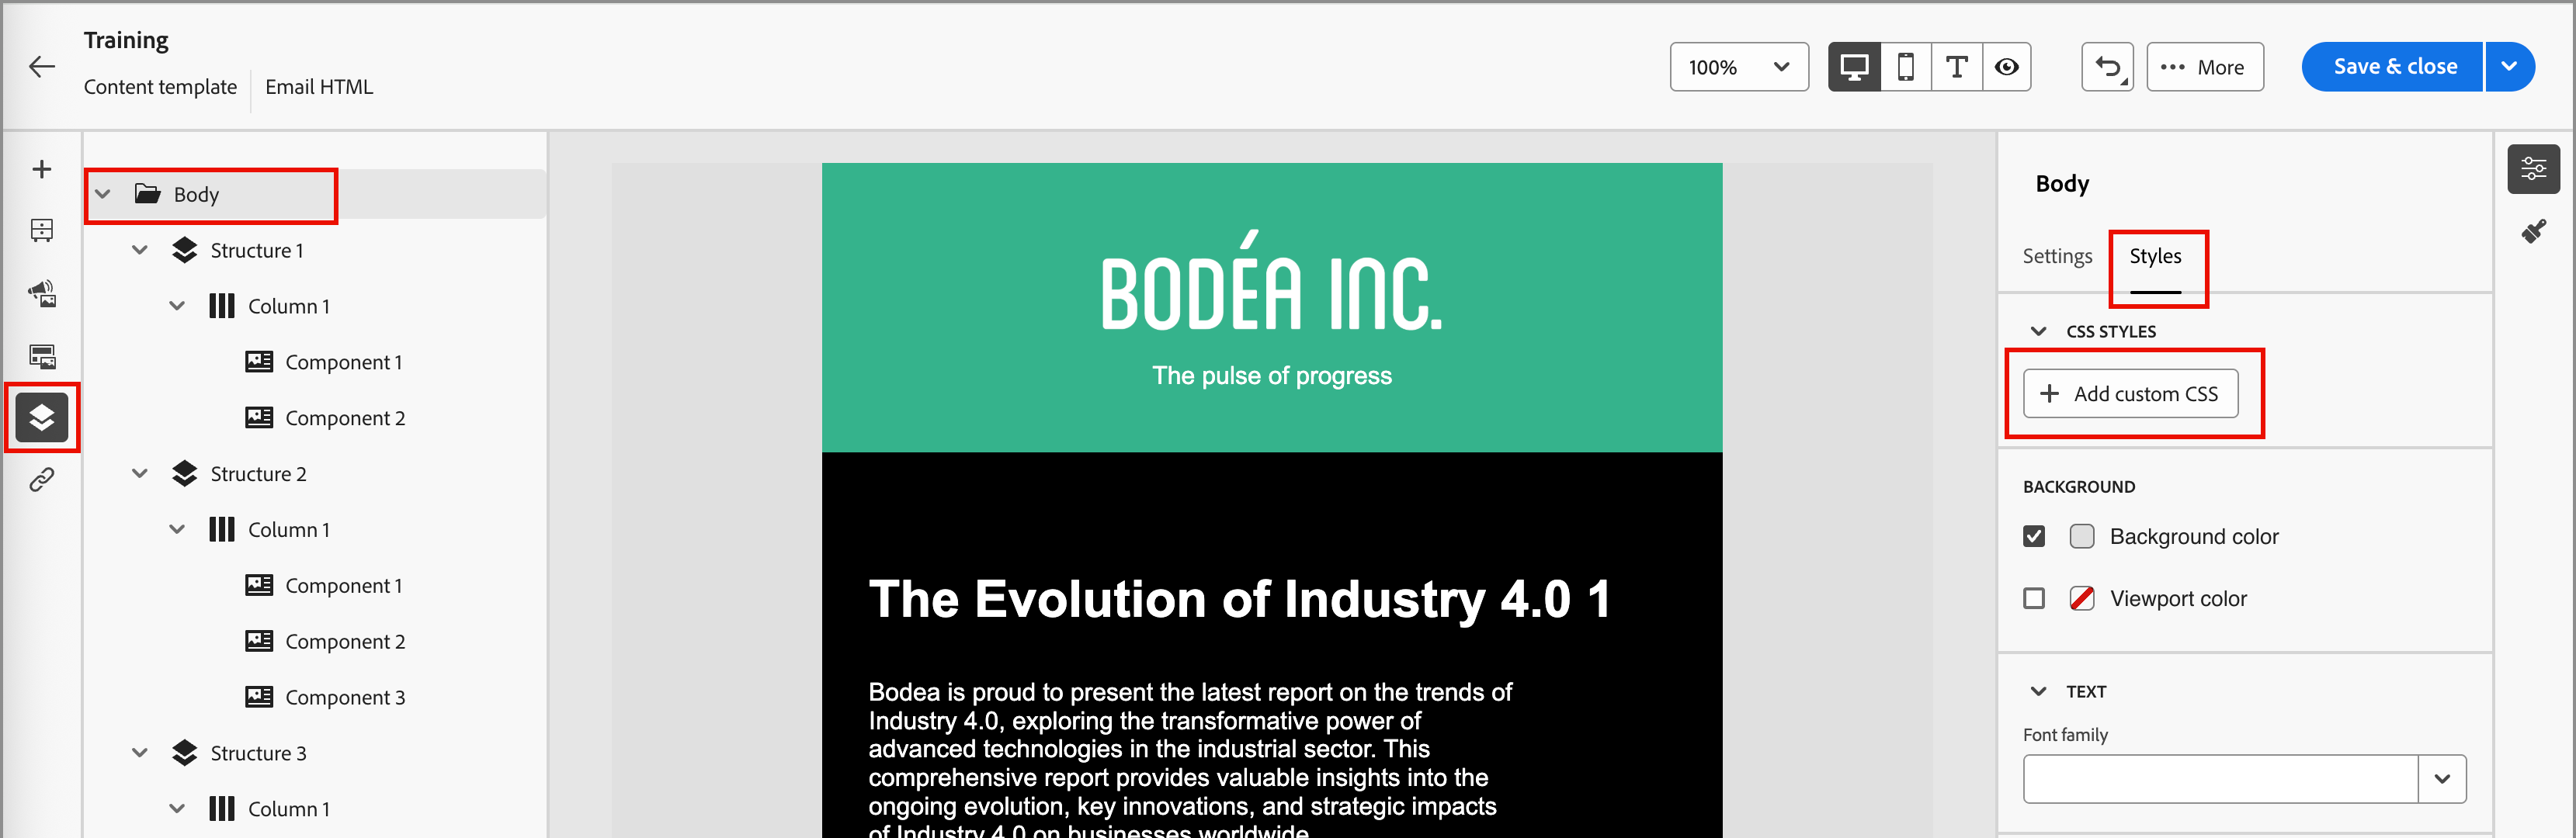 Training
Content template
Email HTML
100%
More
Save & close
Body
Structure 1
Column 1
Component 1
Component 2
Structure 2
Column 1
Component 1
Component 2
Component 3
Structure 3
Column 1
BODÉA INC.
The pulse of progress
The Evolution of Industry 4.0 1
Bodea is proud to present the latest report on the trends of
Industry 4.0, exploring the transformative power of
advanced technologies in the industrial sector. This
comprehensive report provides valuable insights into the
ongoing evolution, key innovations, and strategic impacts
of Industry 4.0 on businesses worldwide.
Body
Settings
Styles
CSS STYLES
Add custom CSS
BACKGROUND
Background color
Viewport color
TEXT
Font family